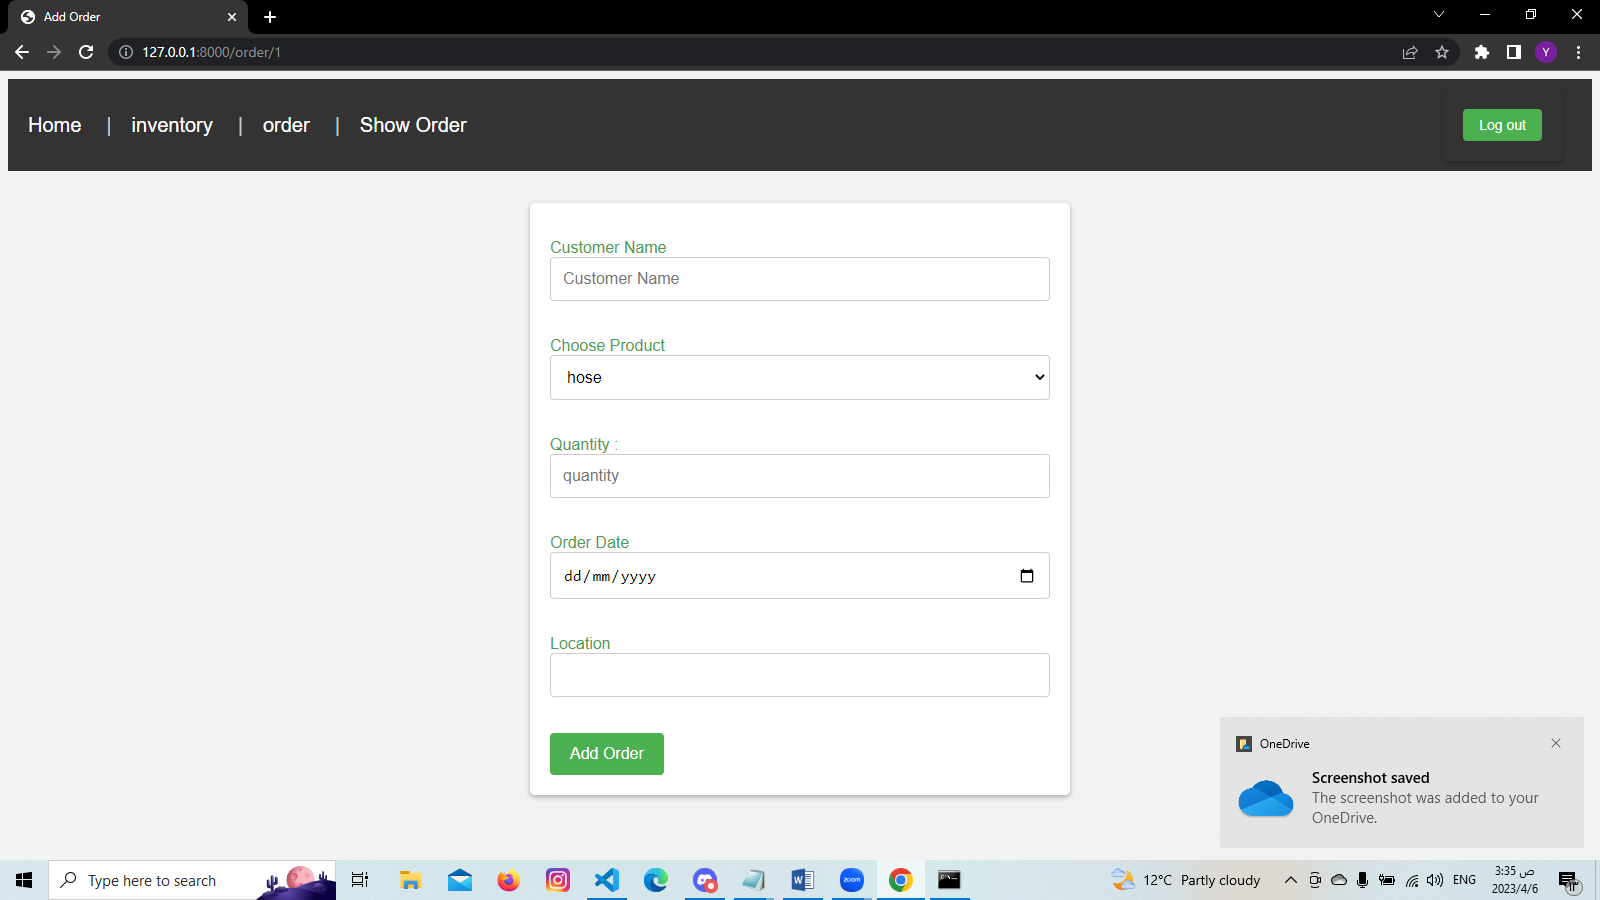 Add Order
127.0.0.1:8000/order/1
Y
Home | inventory | order | Show Order
Log out
Customer Name
Customer Name
Choose Product
hose
Quantity :
quantity
Order Date
dd/mm/yyyy
Location
Add Order
OneDrive
Screenshot saved
The screenshot was added to your
OneDrive.
Type here to search
zoom
12°C Partly cloudy
ENG
3:35 ص
2023/4/6